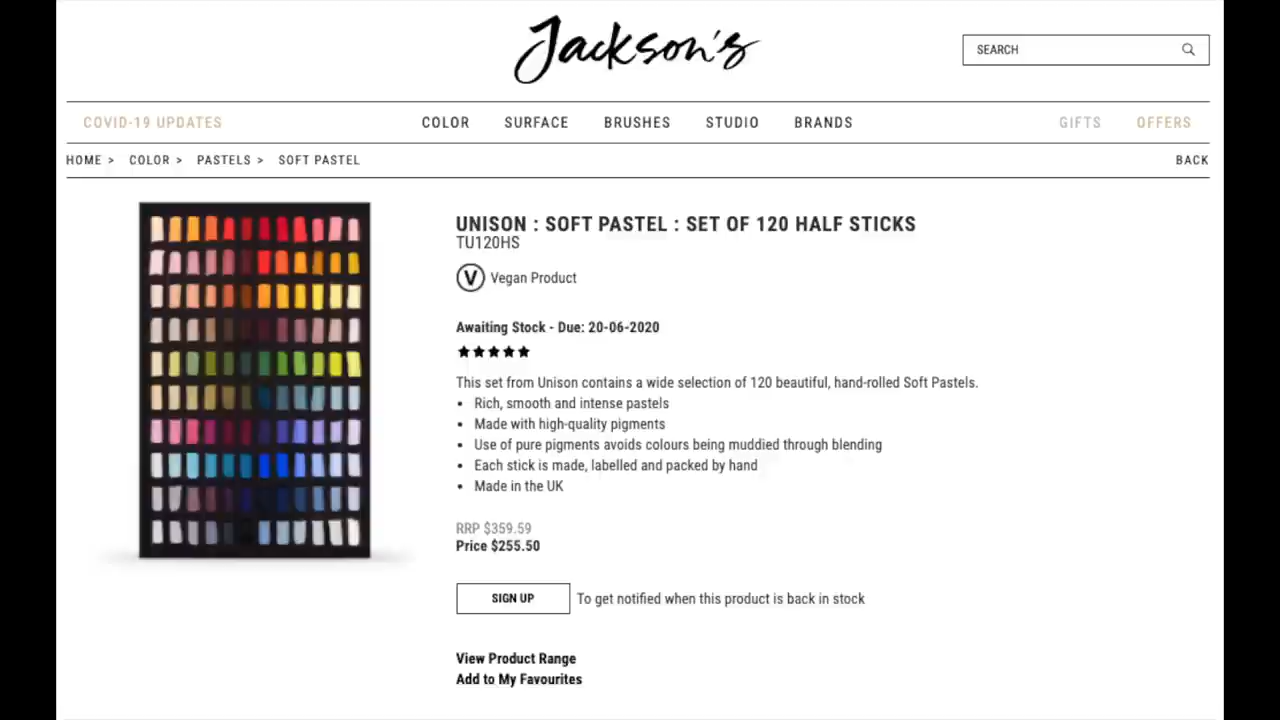 Jackson's
SEARCH
COVID-19 UPDATES
COLOR
SURFACE
BRUSHES
STUDIO
BRANDS
GIFTS
OFFERS
HOME > COLOR > PASTELS > SOFT PASTEL
BACK
UNISON : SOFT PASTEL : SET OF 120 HALF STICKS
TU120HS
V Vegan Product
Awaiting Stock - Due: 20-06-2020
This set from Unison contains a wide selection of 120 beautiful, hand-rolled Soft Pastels.
• Rich, smooth and intense pastels
• Made with high-quality pigments
• Use of pure pigments avoids colours being muddied through blending
• Each stick is made, labelled and packed by hand
• Made in the UK
RRP $359.59
Price $255.50
SIGN UP To get notified when this product is back in stock
View Product Range
Add to My Favourites